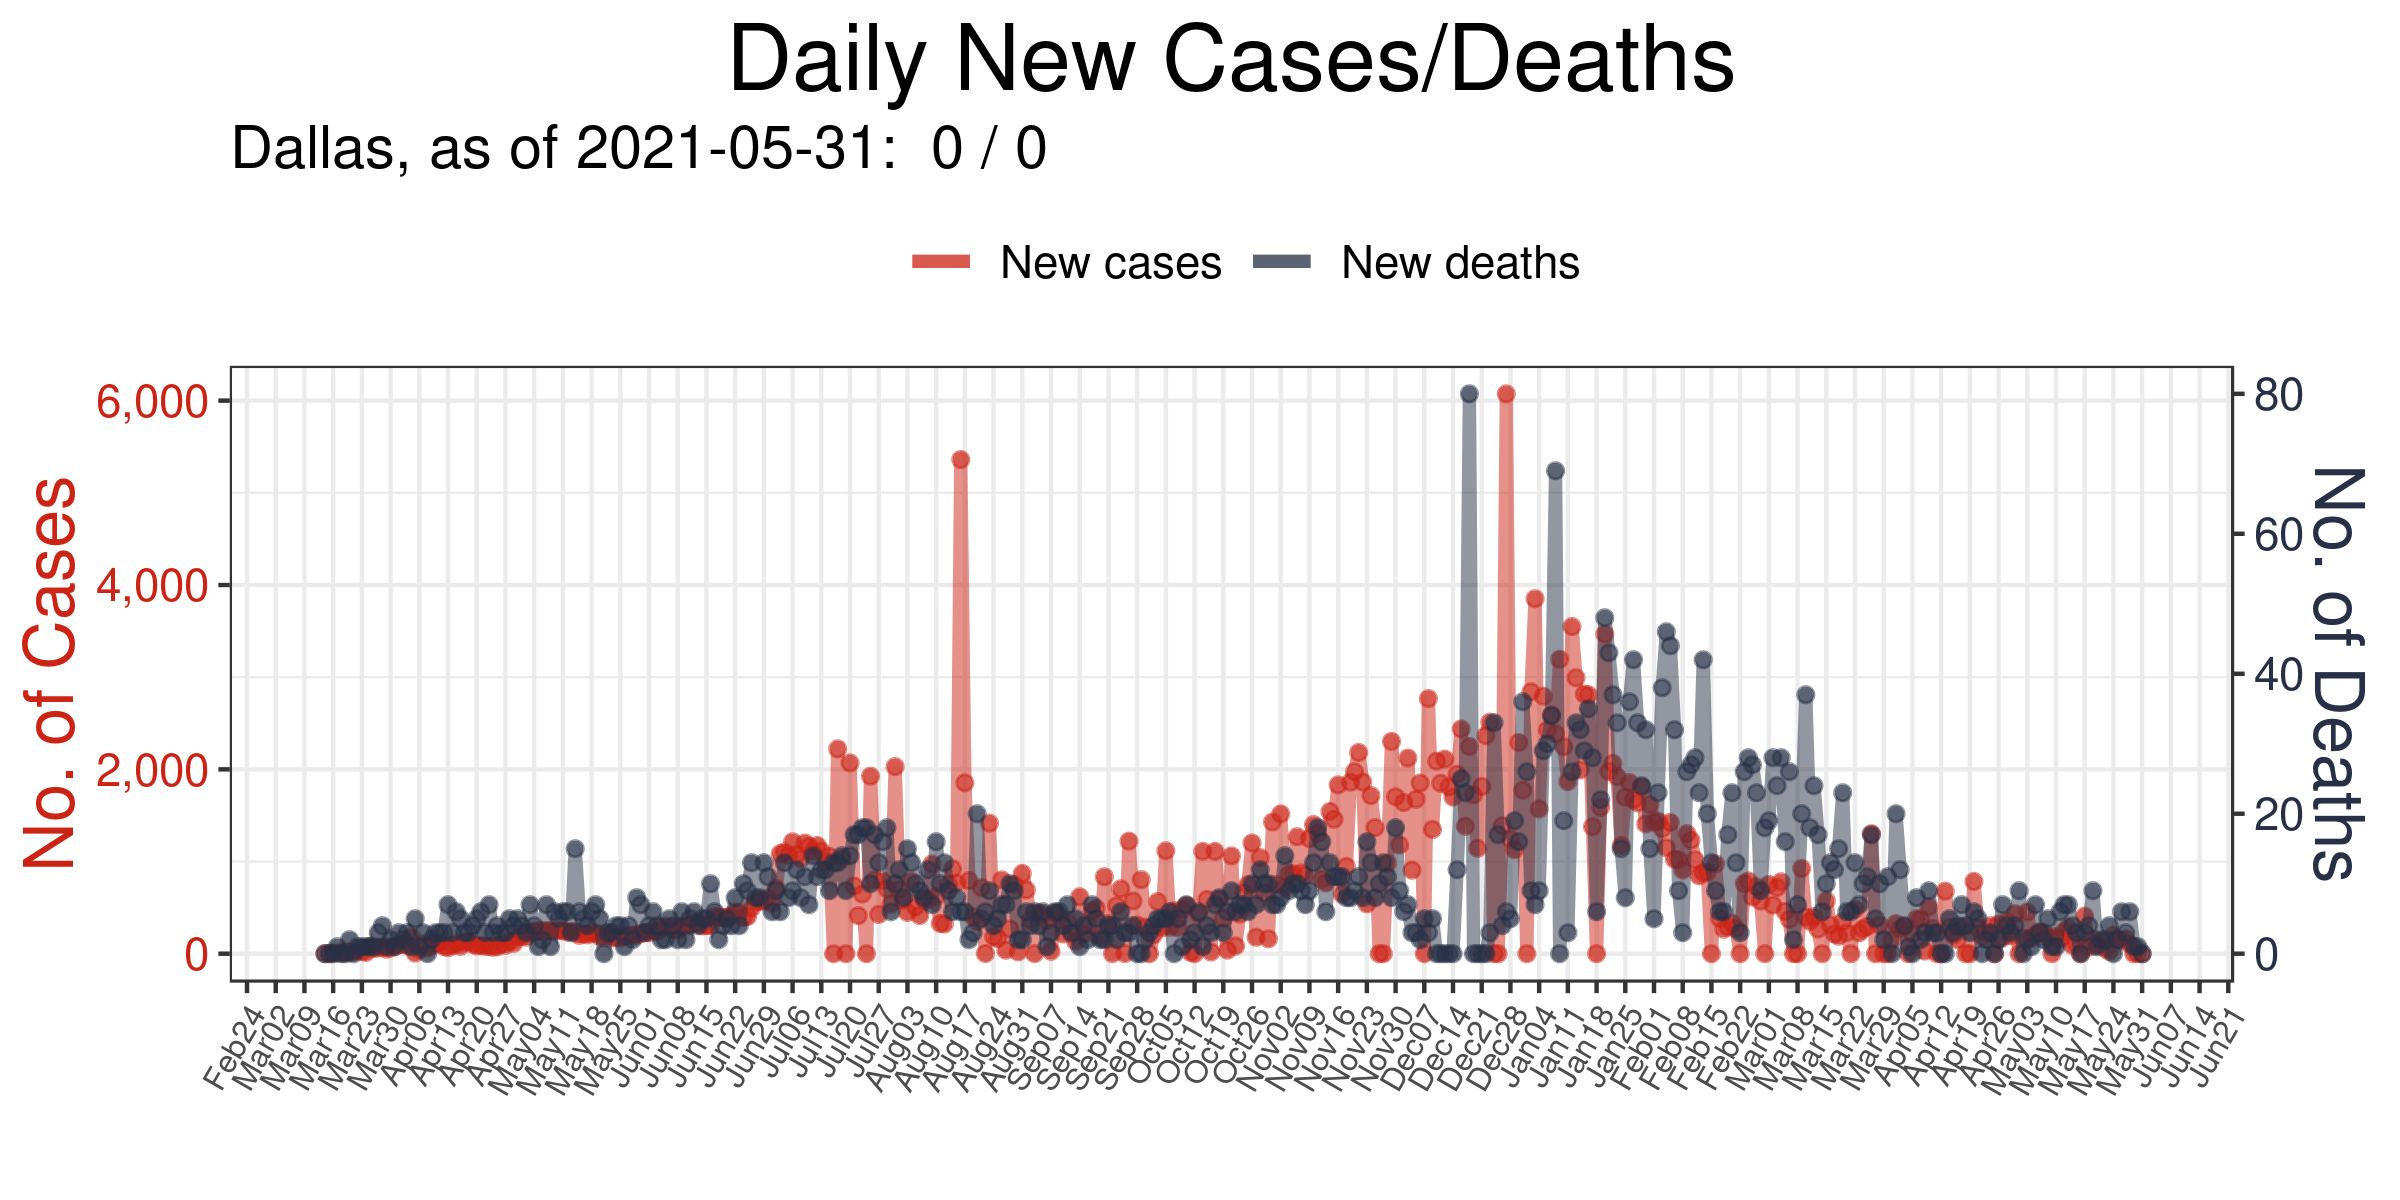 Daily New Cases/Deaths
Dallas, as of 2021-05-31:  0 / 0
New cases
New deaths
No. of Cases
6,000
4,000
2,000
0
80
60
40
20
0
No. of Deaths
Feb24
Mar02
Mar09
Mar16
Mar23
Mar30
Apr06
Apr13
Apr20
Apr27
May04
May11
May18
May25
Jun01
Jun08
Jun15
Jun22
Jun29
Jul06
Jul13
Jul20
Jul27
Aug03
Aug10
Aug17
Aug24
Aug31
Sep07
Sep14
Sep21
Sep28
Oct05
Oct12
Oct19
Oct26
Nov02
Nov09
Nov16
Nov23
Nov30
Dec07
Dec14
Dec21
Dec28
Jan04
Jan11
Jan18
Jan25
Feb01
Feb08
Feb15
Feb22
Mar01
Mar08
Mar15
Mar22
Mar29
Apr05
Apr12
Apr19
Apr26
May03
May10
May17
May24
May31
Jun07
Jun14
Jun21